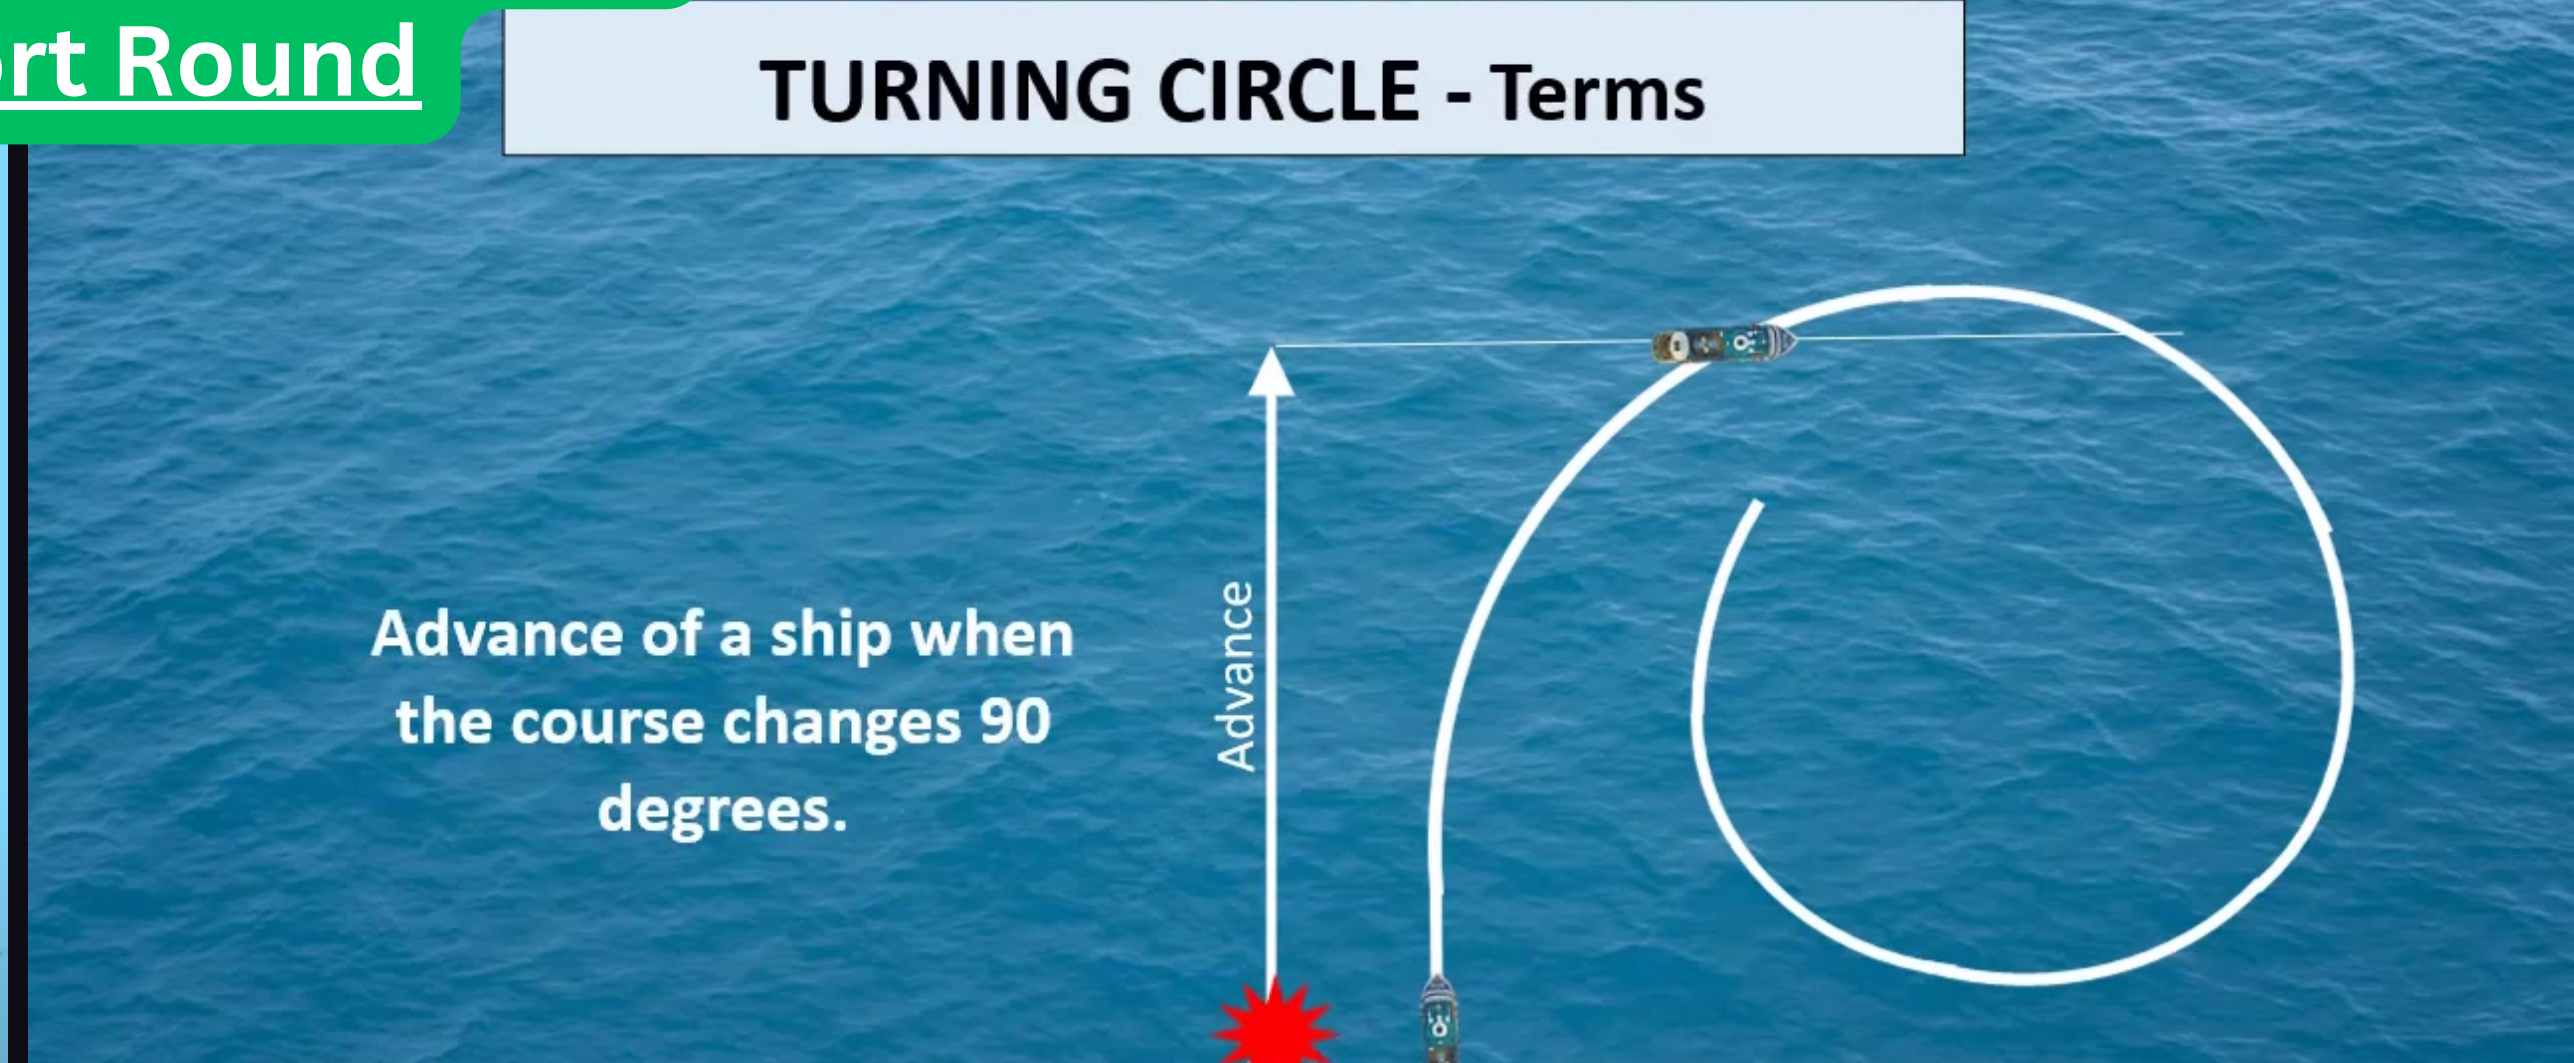 rt Round
TURNING CIRCLE - Terms
Advance of a ship when
the course changes 90
degrees.
Advance